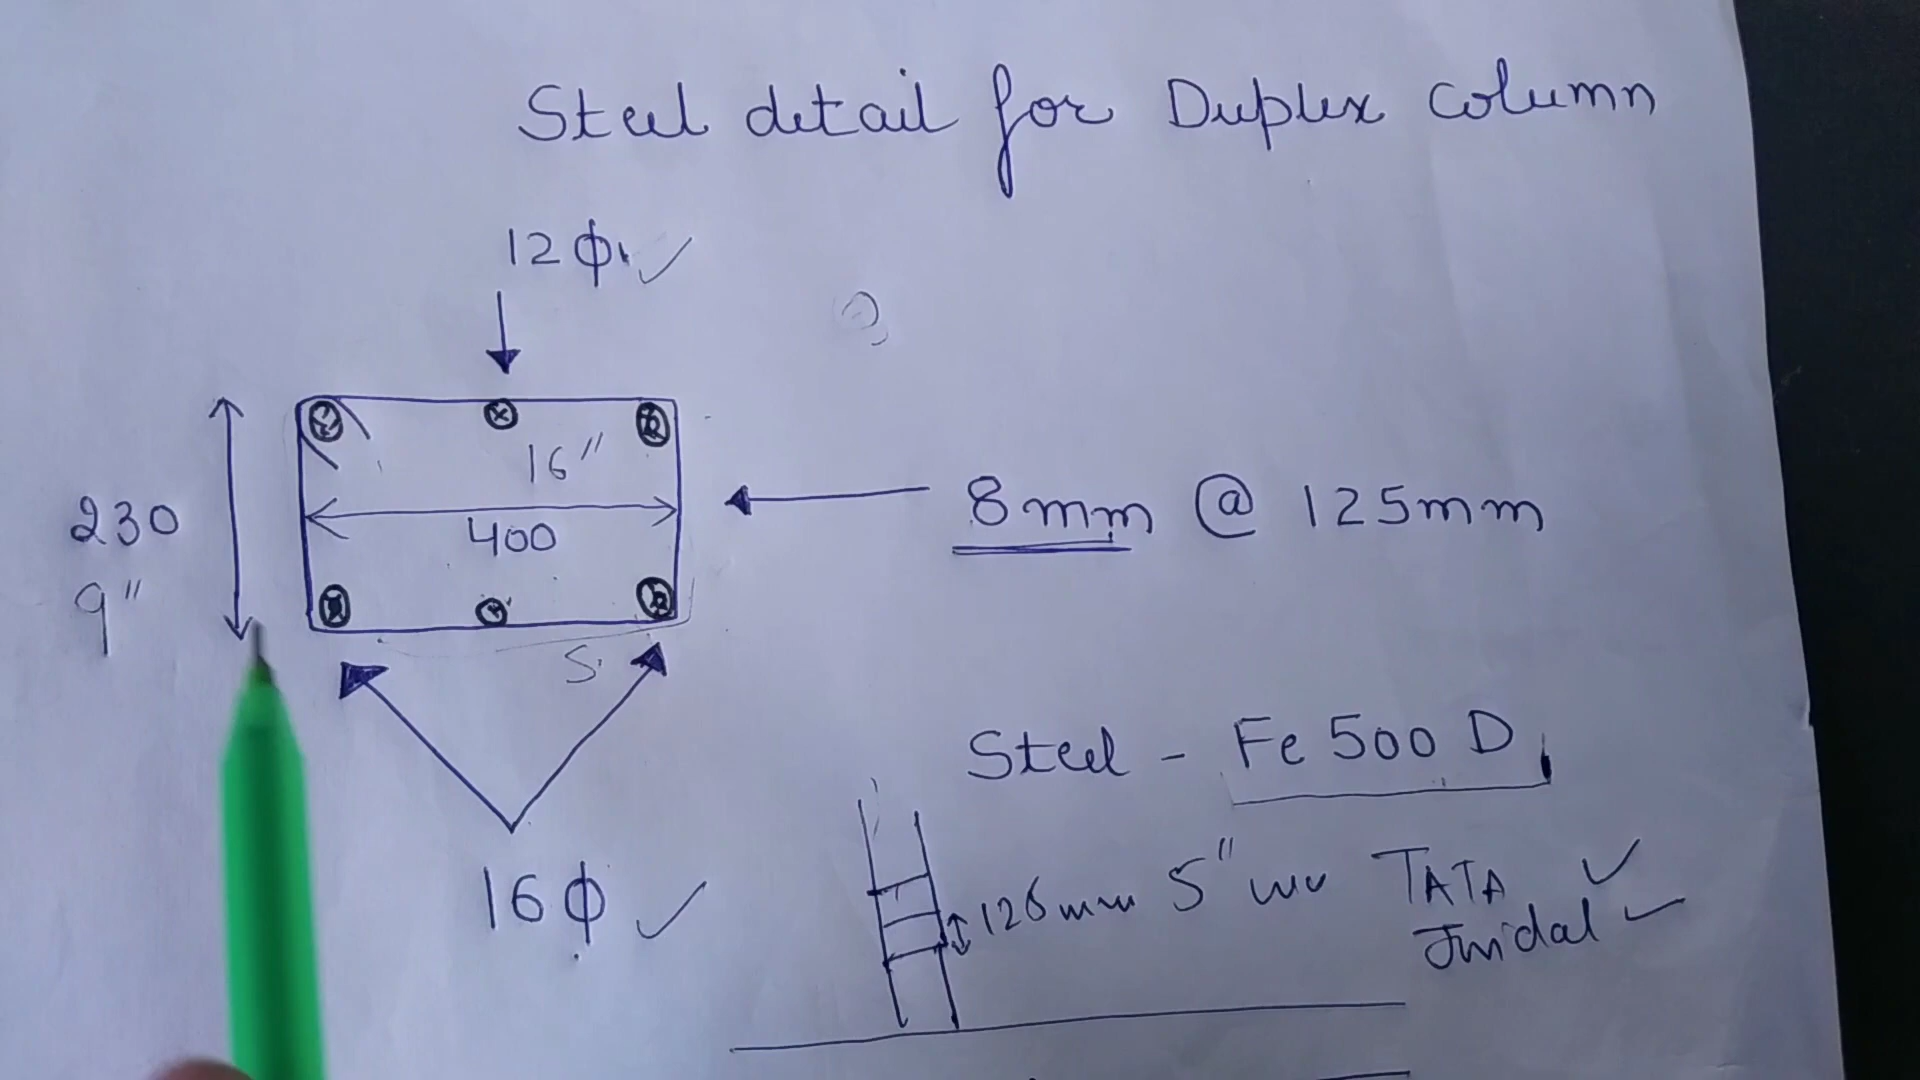 Steel detail for Duplex column
12ϕ ✓
16"
400
230
9"
8mm @ 125mm
S
16ϕ ✓
Steel - Fe 500 D
125mm 5"
TATA ✓
Jindal ✓